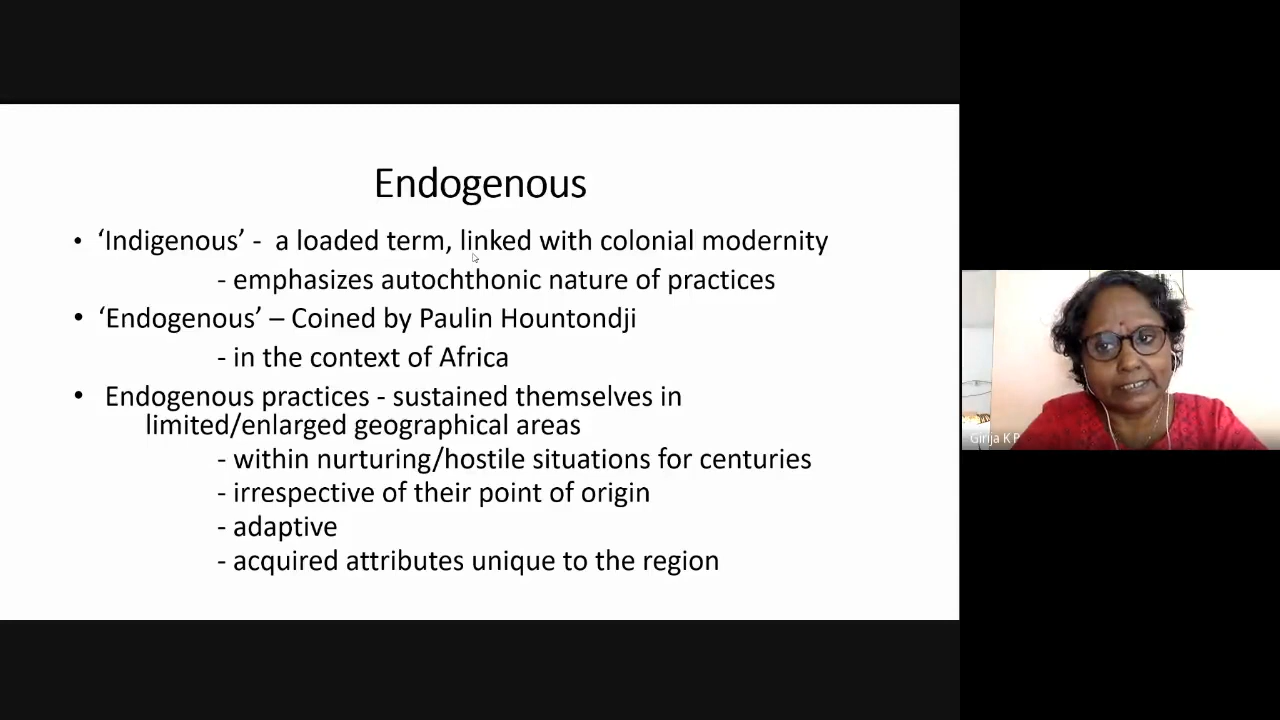 Endogenous
• ‘Indigenous’ - a loaded term, linked with colonial modernity
- emphasizes autochthonic nature of practices
• ‘Endogenous’ – Coined by Paulin Hountondji
- in the context of Africa
• Endogenous practices - sustained themselves in
limited/enlarged geographical areas
- within nurturing/hostile situations for centuries
- irrespective of their point of origin
- adaptive
- acquired attributes unique to the region
Girija K P